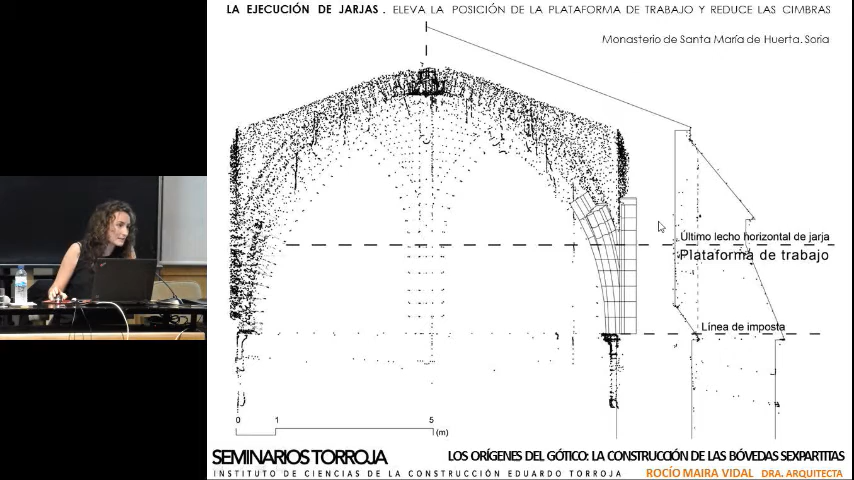 LA EJECUCIÓN DE JARJAS . ELEVA LA POSICIÓN DE LA PLATAFORMA DE TRABAJO Y REDUCE LAS CIMBRAS
Monasterio de Santa María de Huerta. Soria
Último lecho horizontal de jarja
Plataforma de trabajo
Línea de imposta
0 1 5
(m)
SEMINARIOS TORROJA
LOS ORÍGENES DEL GÓTICO: LA CONSTRUCCIÓN DE LAS BÓVEDAS SEXPARTITAS
INSTITUTO DE CIENCIAS DE LA CONSTRUCCIÓN EDUARDO TORROJA
ROCÍO MAIRA VIDAL DRA. ARQUITECTA